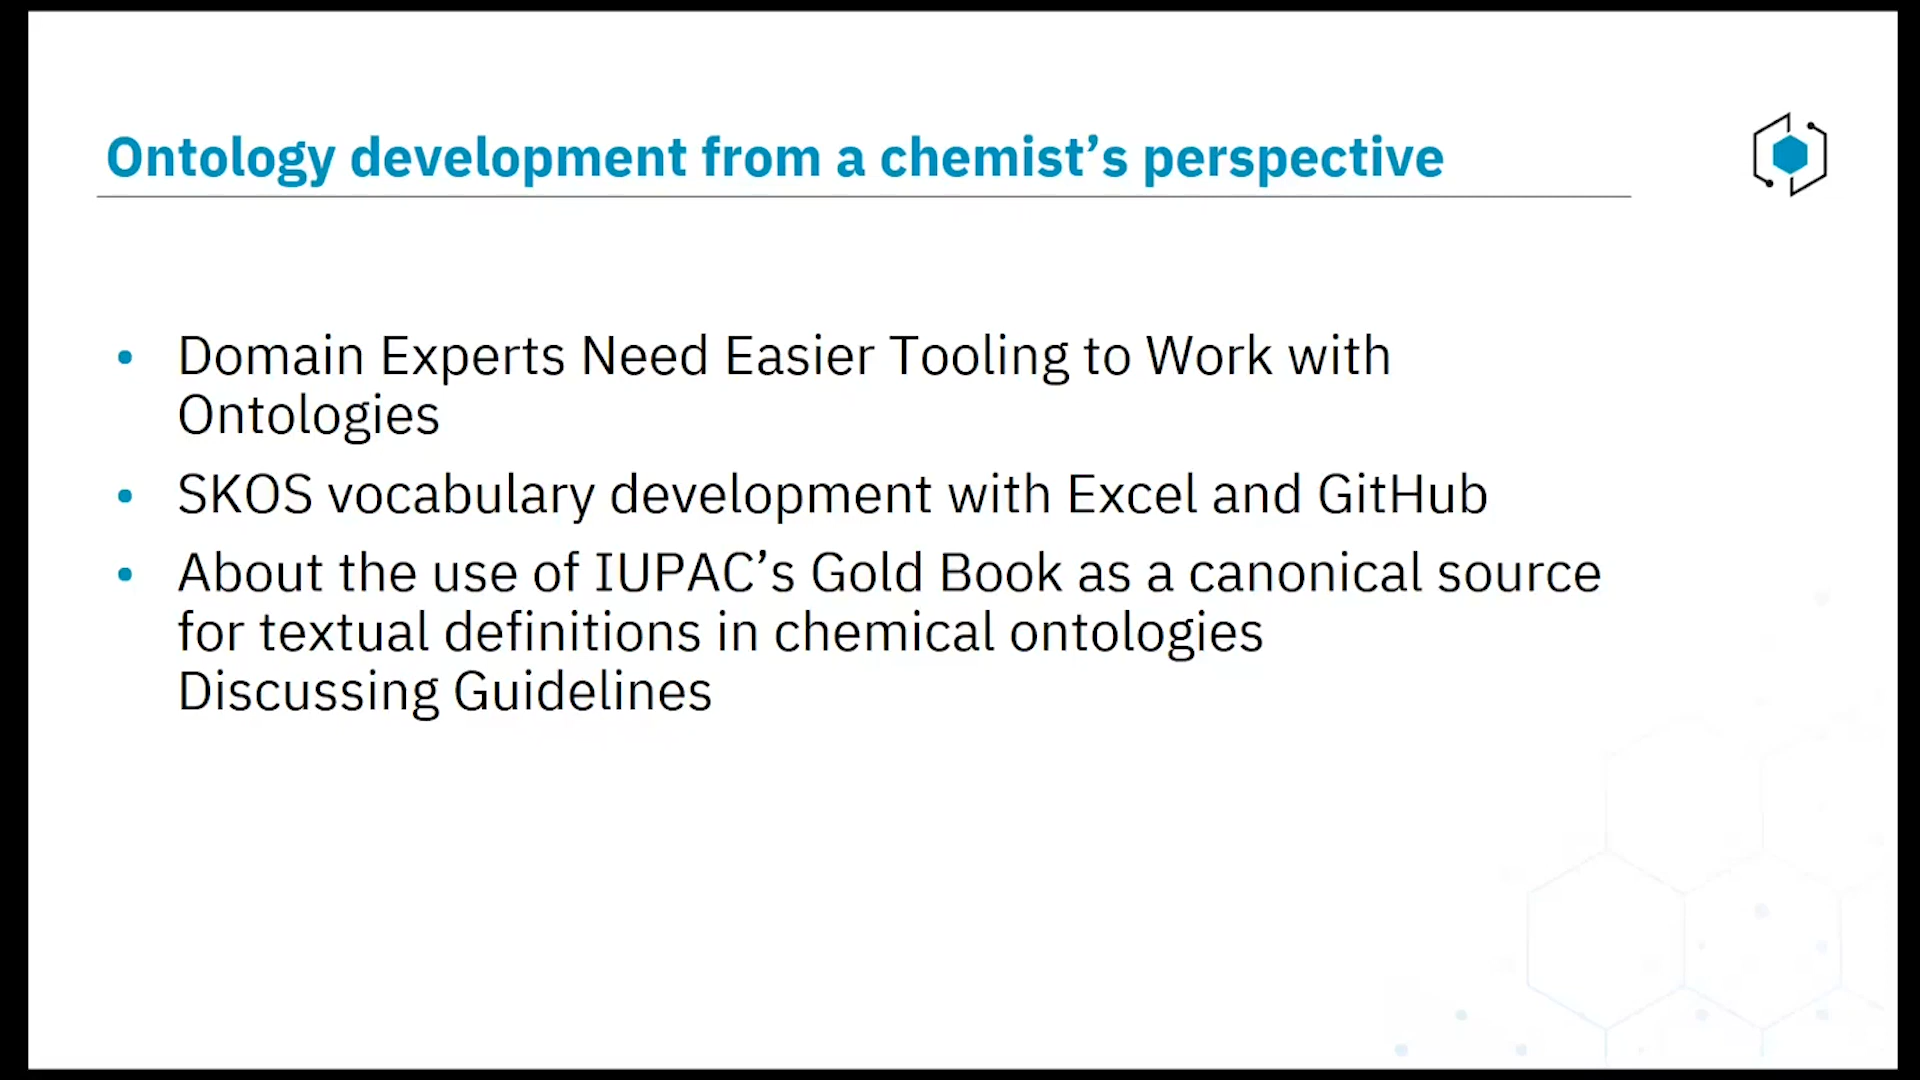 Ontology development from a chemist’s perspective
• Domain Experts Need Easier Tooling to Work with
Ontologies
• SKOS vocabulary development with Excel and GitHub
• About the use of IUPAC’s Gold Book as a canonical source
for textual definitions in chemical ontologies
Discussing Guidelines